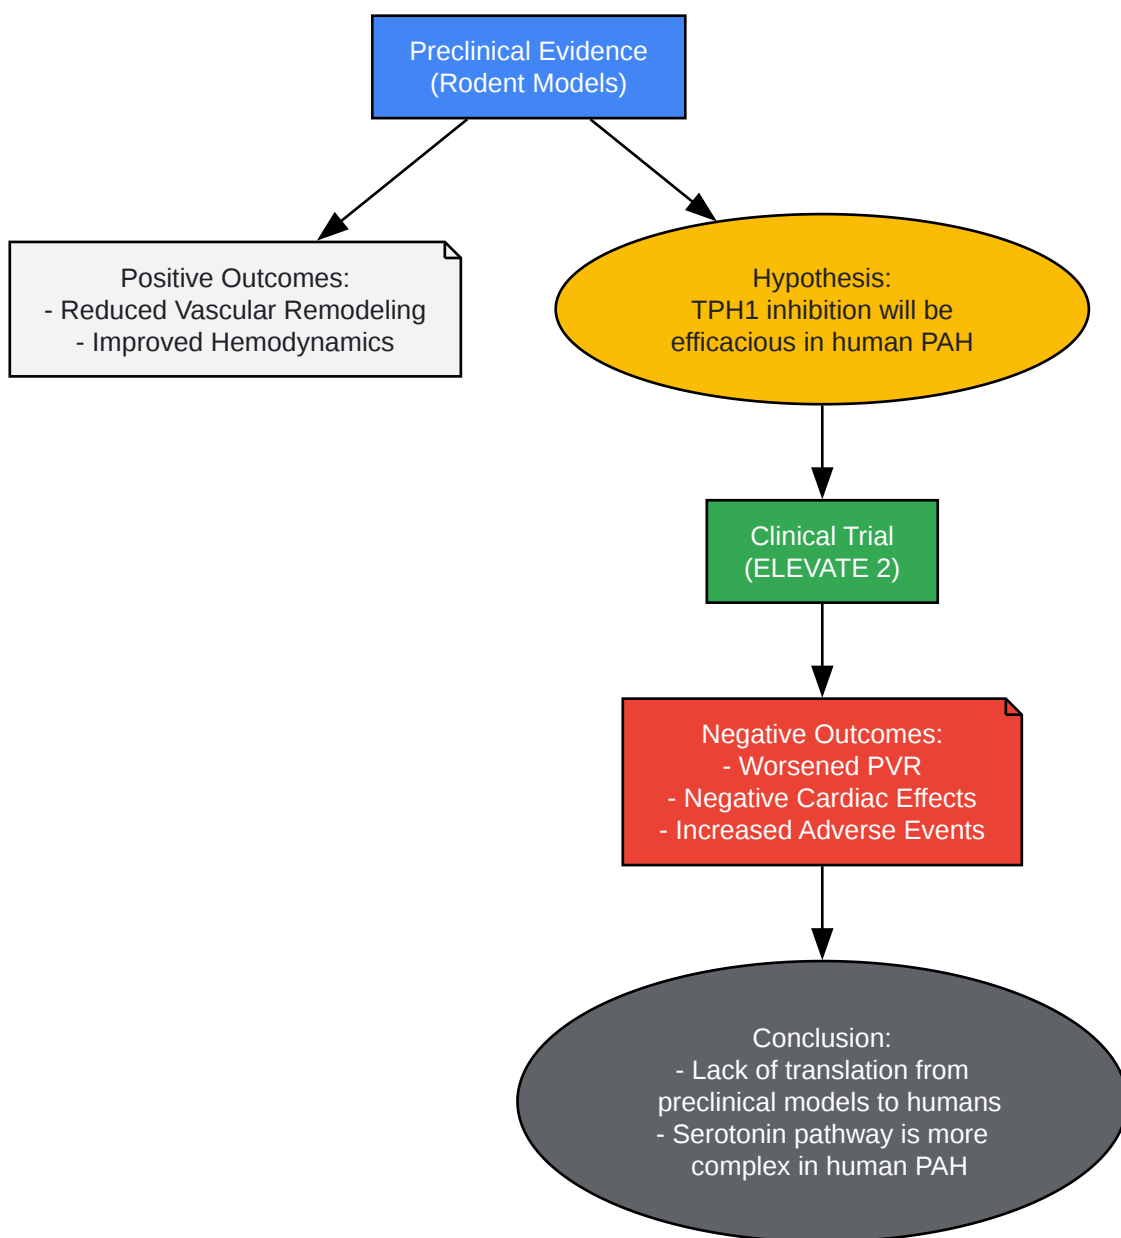 Preclinical Evidence
(Rodent Models)
Positive Outcomes:
- Reduced Vascular Remodeling
- Improved Hemodynamics
Hypothesis:
TPH1 inhibition will be
efficacious in human PAH
Clinical Trial
(ELEVATE 2)
Negative Outcomes:
- Worsened PVR
- Negative Cardiac Effects
- Increased Adverse Events
Conclusion:
- Lack of translation from
preclinical models to humans
- Serotonin pathway is more
complex in human PAH